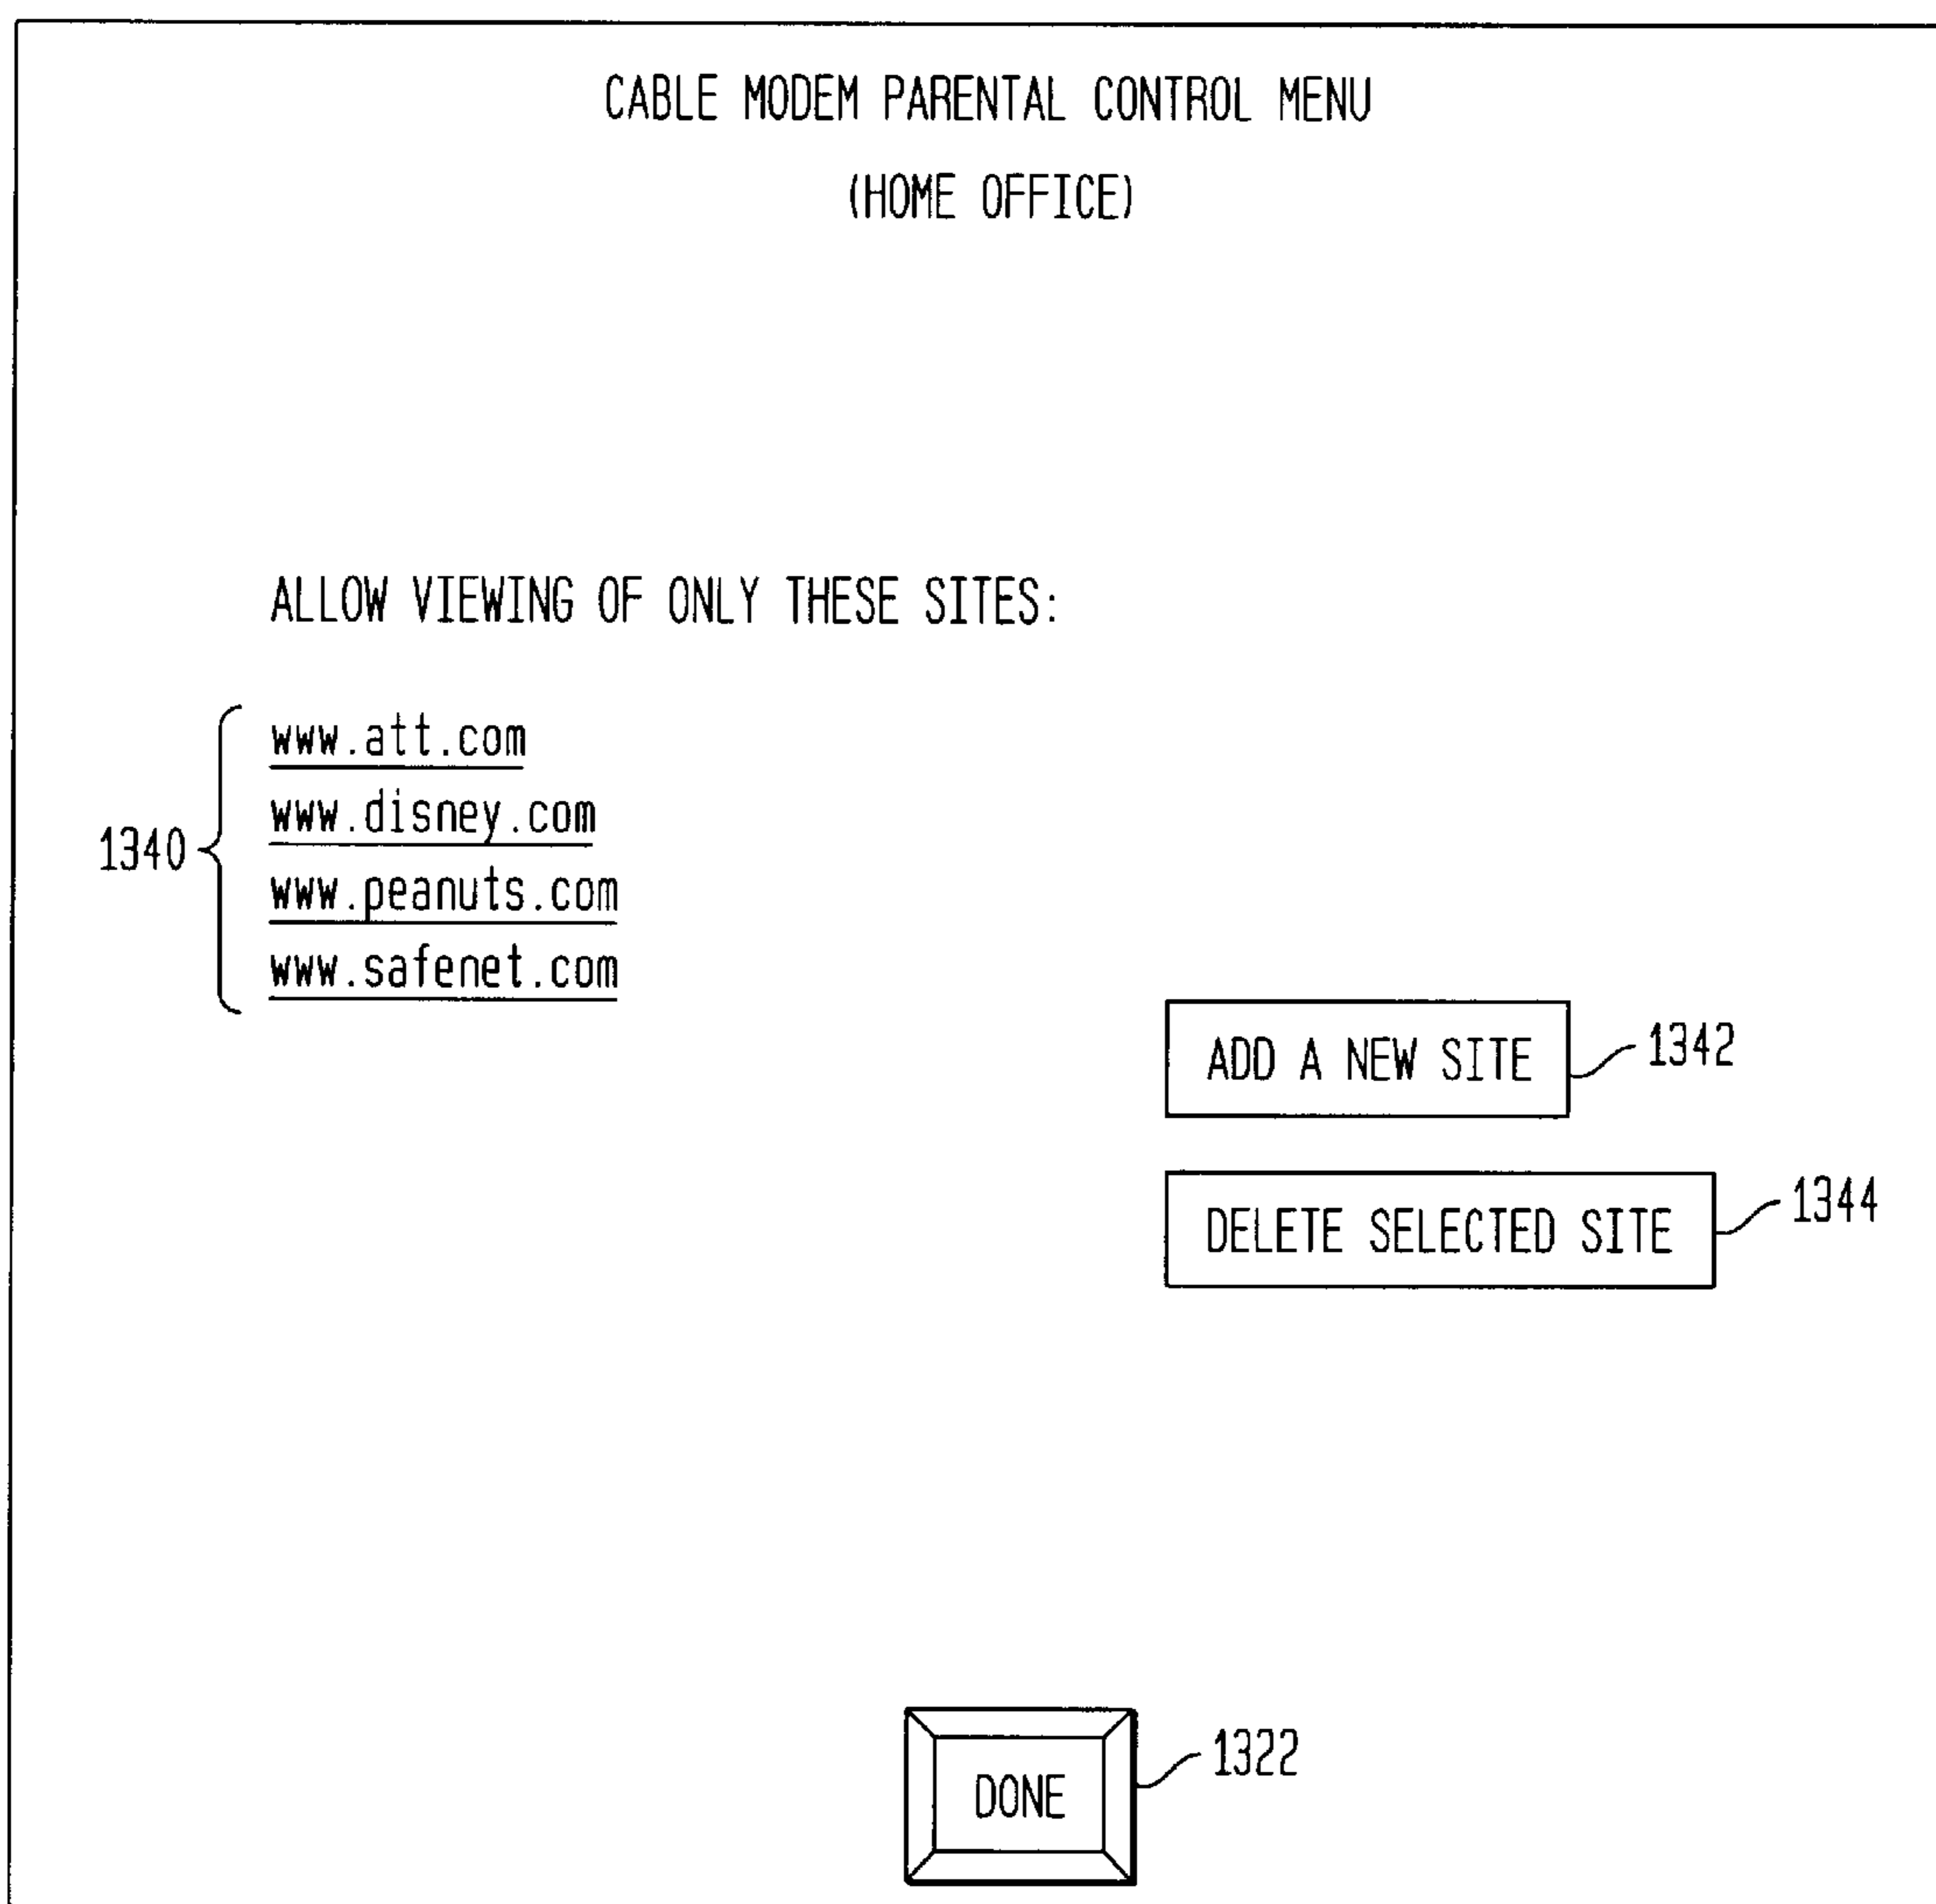 CABLE MODEM PARENTAL CONTROL MENU
(HOME OFFICE)
ALLOW VIEWING OF ONLY THESE SITES:
1340
www.att.com
www.disney.com
www.peanuts.com
www.safenet.com
ADD A NEW SITE
1342
DELETE SELECTED SITE
1344
DONE
1322